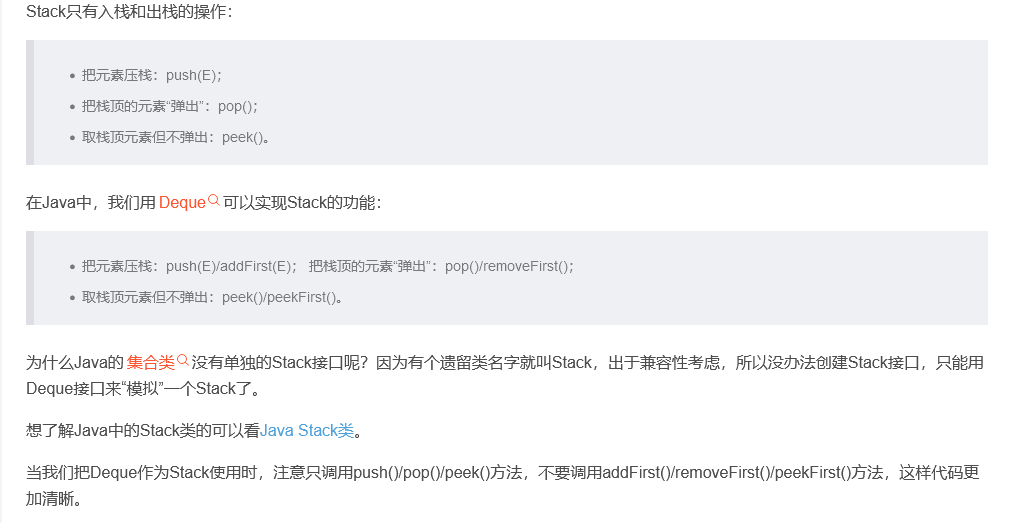 Stack只有入栈和出栈的操作：
把元素压栈：push(E)；
把栈顶的元素“弹出”：pop()；
取栈顶元素但不弹出：peek()。
在Java中，我们用 Deque 可以实现Stack的功能：
把元素压栈：push(E)/addFirst(E)； 把栈顶的元素“弹出”：pop()/removeFirst()；
取栈顶元素但不弹出：peek()/peekFirst()。
为什么Java的 集合类 没有单独的Stack接口呢？因为有个遗留类名字就叫Stack，出于兼容性考虑，所以没办法创建Stack接口，只能用
Deque接口来“模拟”一个Stack了。
想了解Java中的Stack类的可以看Java Stack类。
当我们把Deque作为Stack使用时，注意只调用push()/pop()/peek()方法，不要调用addFirst()/removeFirst()/peekFirst()方法，这样代码更
加清晰。